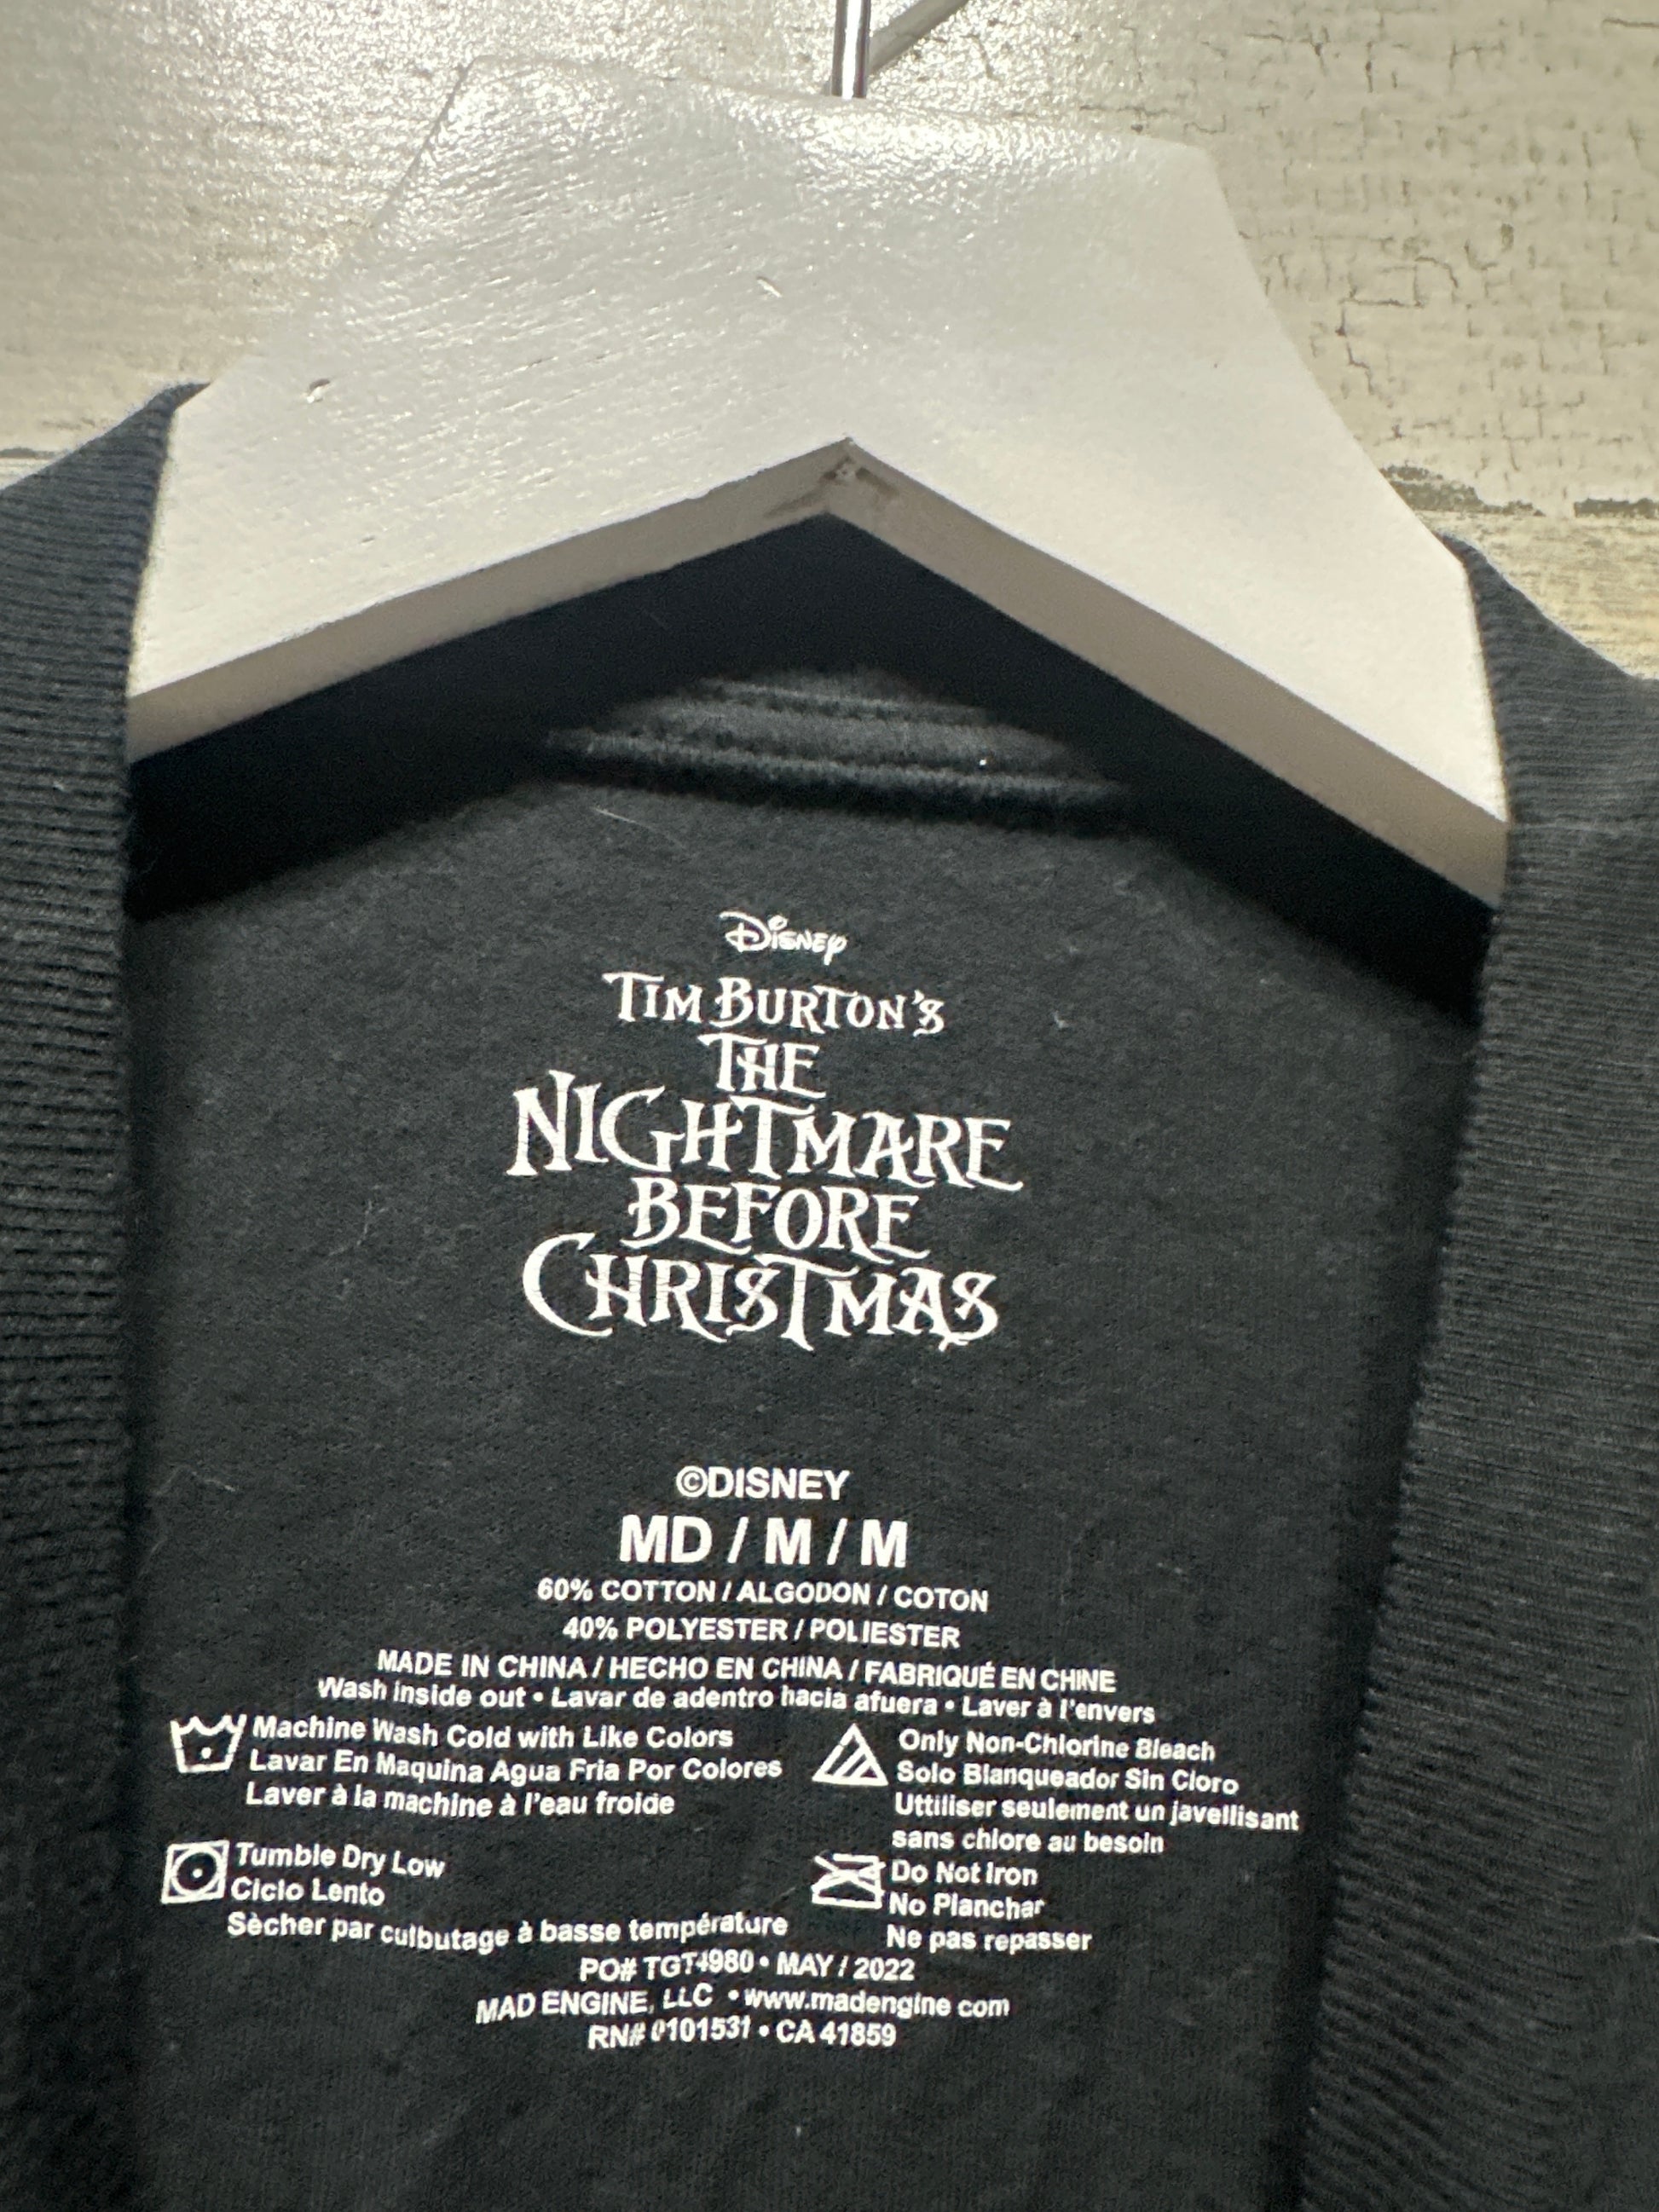 Disney
TIM BURTON'S
THE
NIGHTMARE
BEFORE
CHRISTMAS
©DISNEY
MD / M / M
60% COTTON / ALGODON / COTON
40% POLYESTER / POLIESTER
MADE IN CHINA / HECHO EN CHINA / FABRIQUÉ EN CHINE
Wash inside out • Lavar de adentro hacia afuera • Laver à l'envers
Machine Wash Cold with Like Colors
Lavar En Maquina Agua Fria Por Colores
Laver à la machine à l'eau froide
Only Non-Chlorine Bleach
Solo Blanqueador Sin Cloro
Uttiliser seulement un javellisant
sans chlore au besoin
Tumble Dry Low
Ciclo Lento
Sècher par culbutage à basse température
Do Not Iron
No Planchar
Ne pas repasser
PO# TGT4980 • MAY / 2022
MAD ENGINE, LLC • www.madengine.com
RN# 0101531 • CA 41859